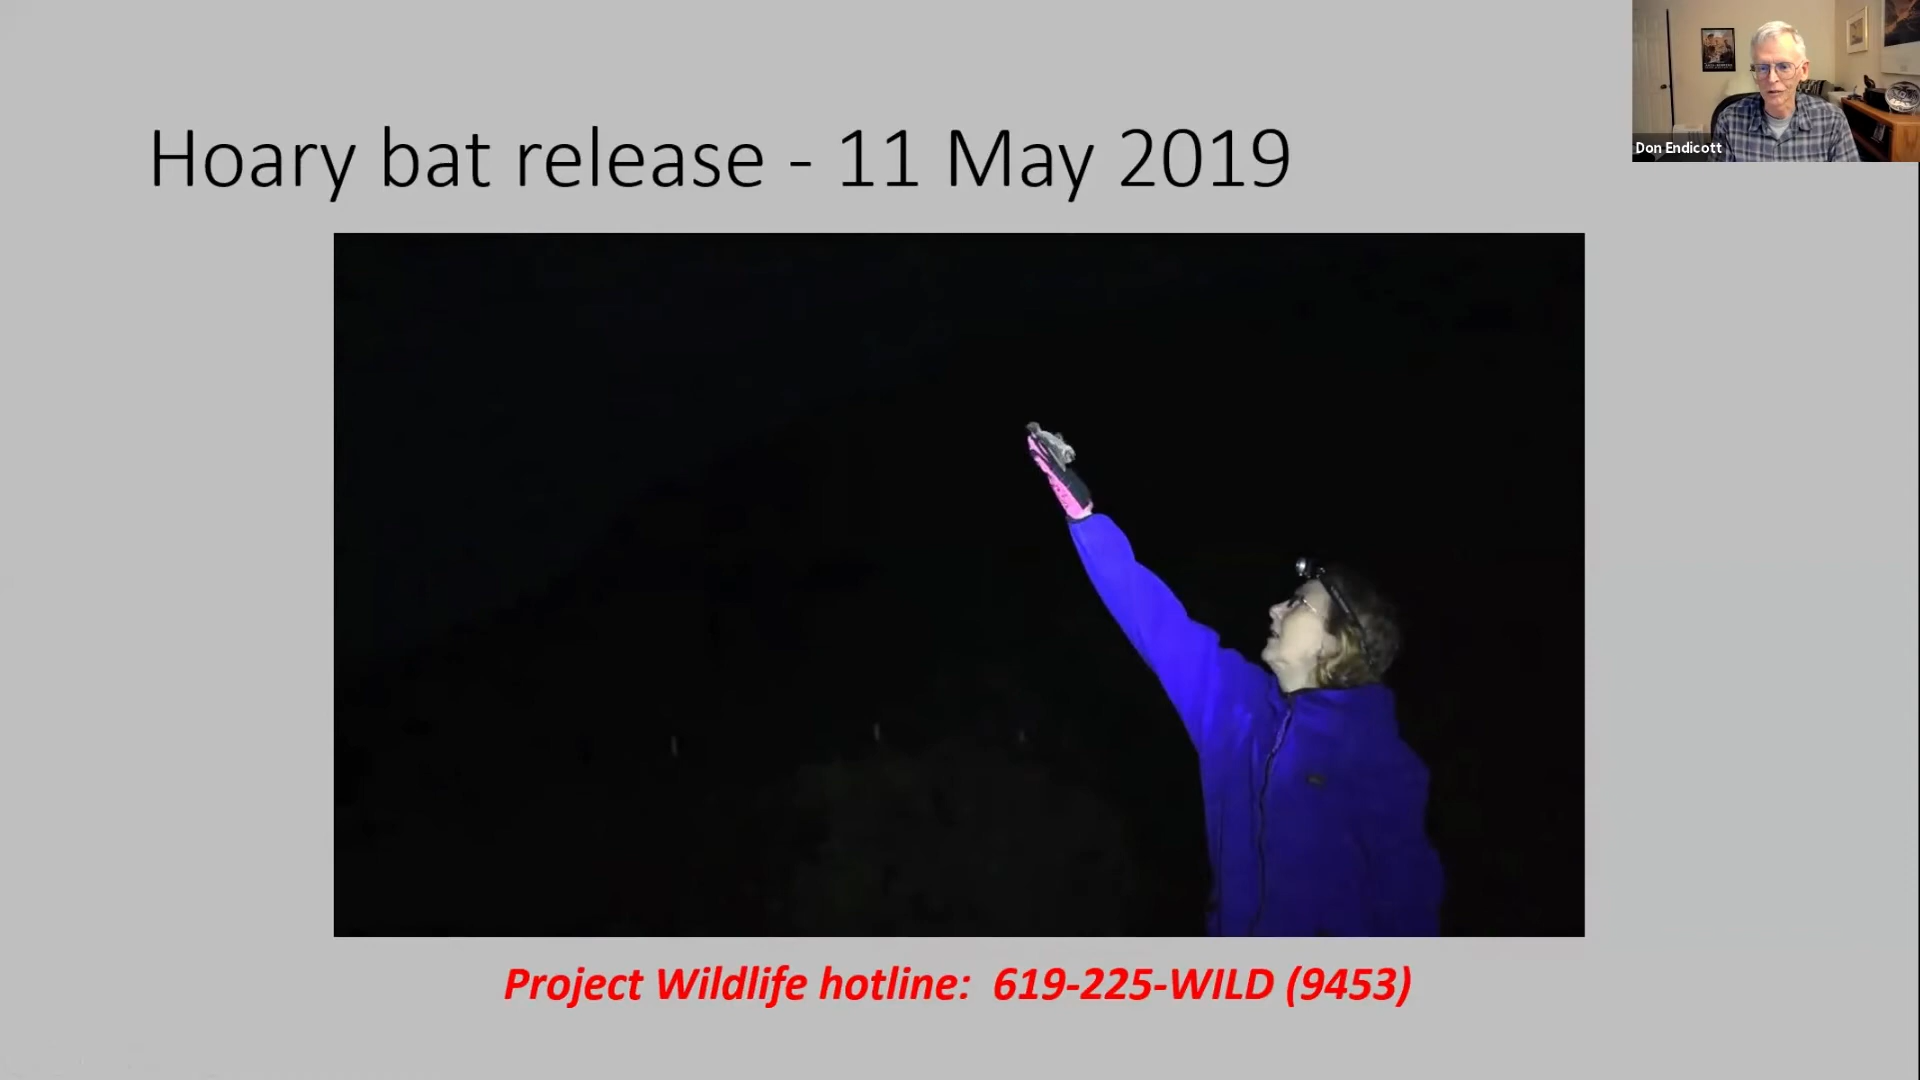 Hoary bat release - 11 May 2019
Don Endicott
Project Wildlife hotline: 619-225-WILD (9453)